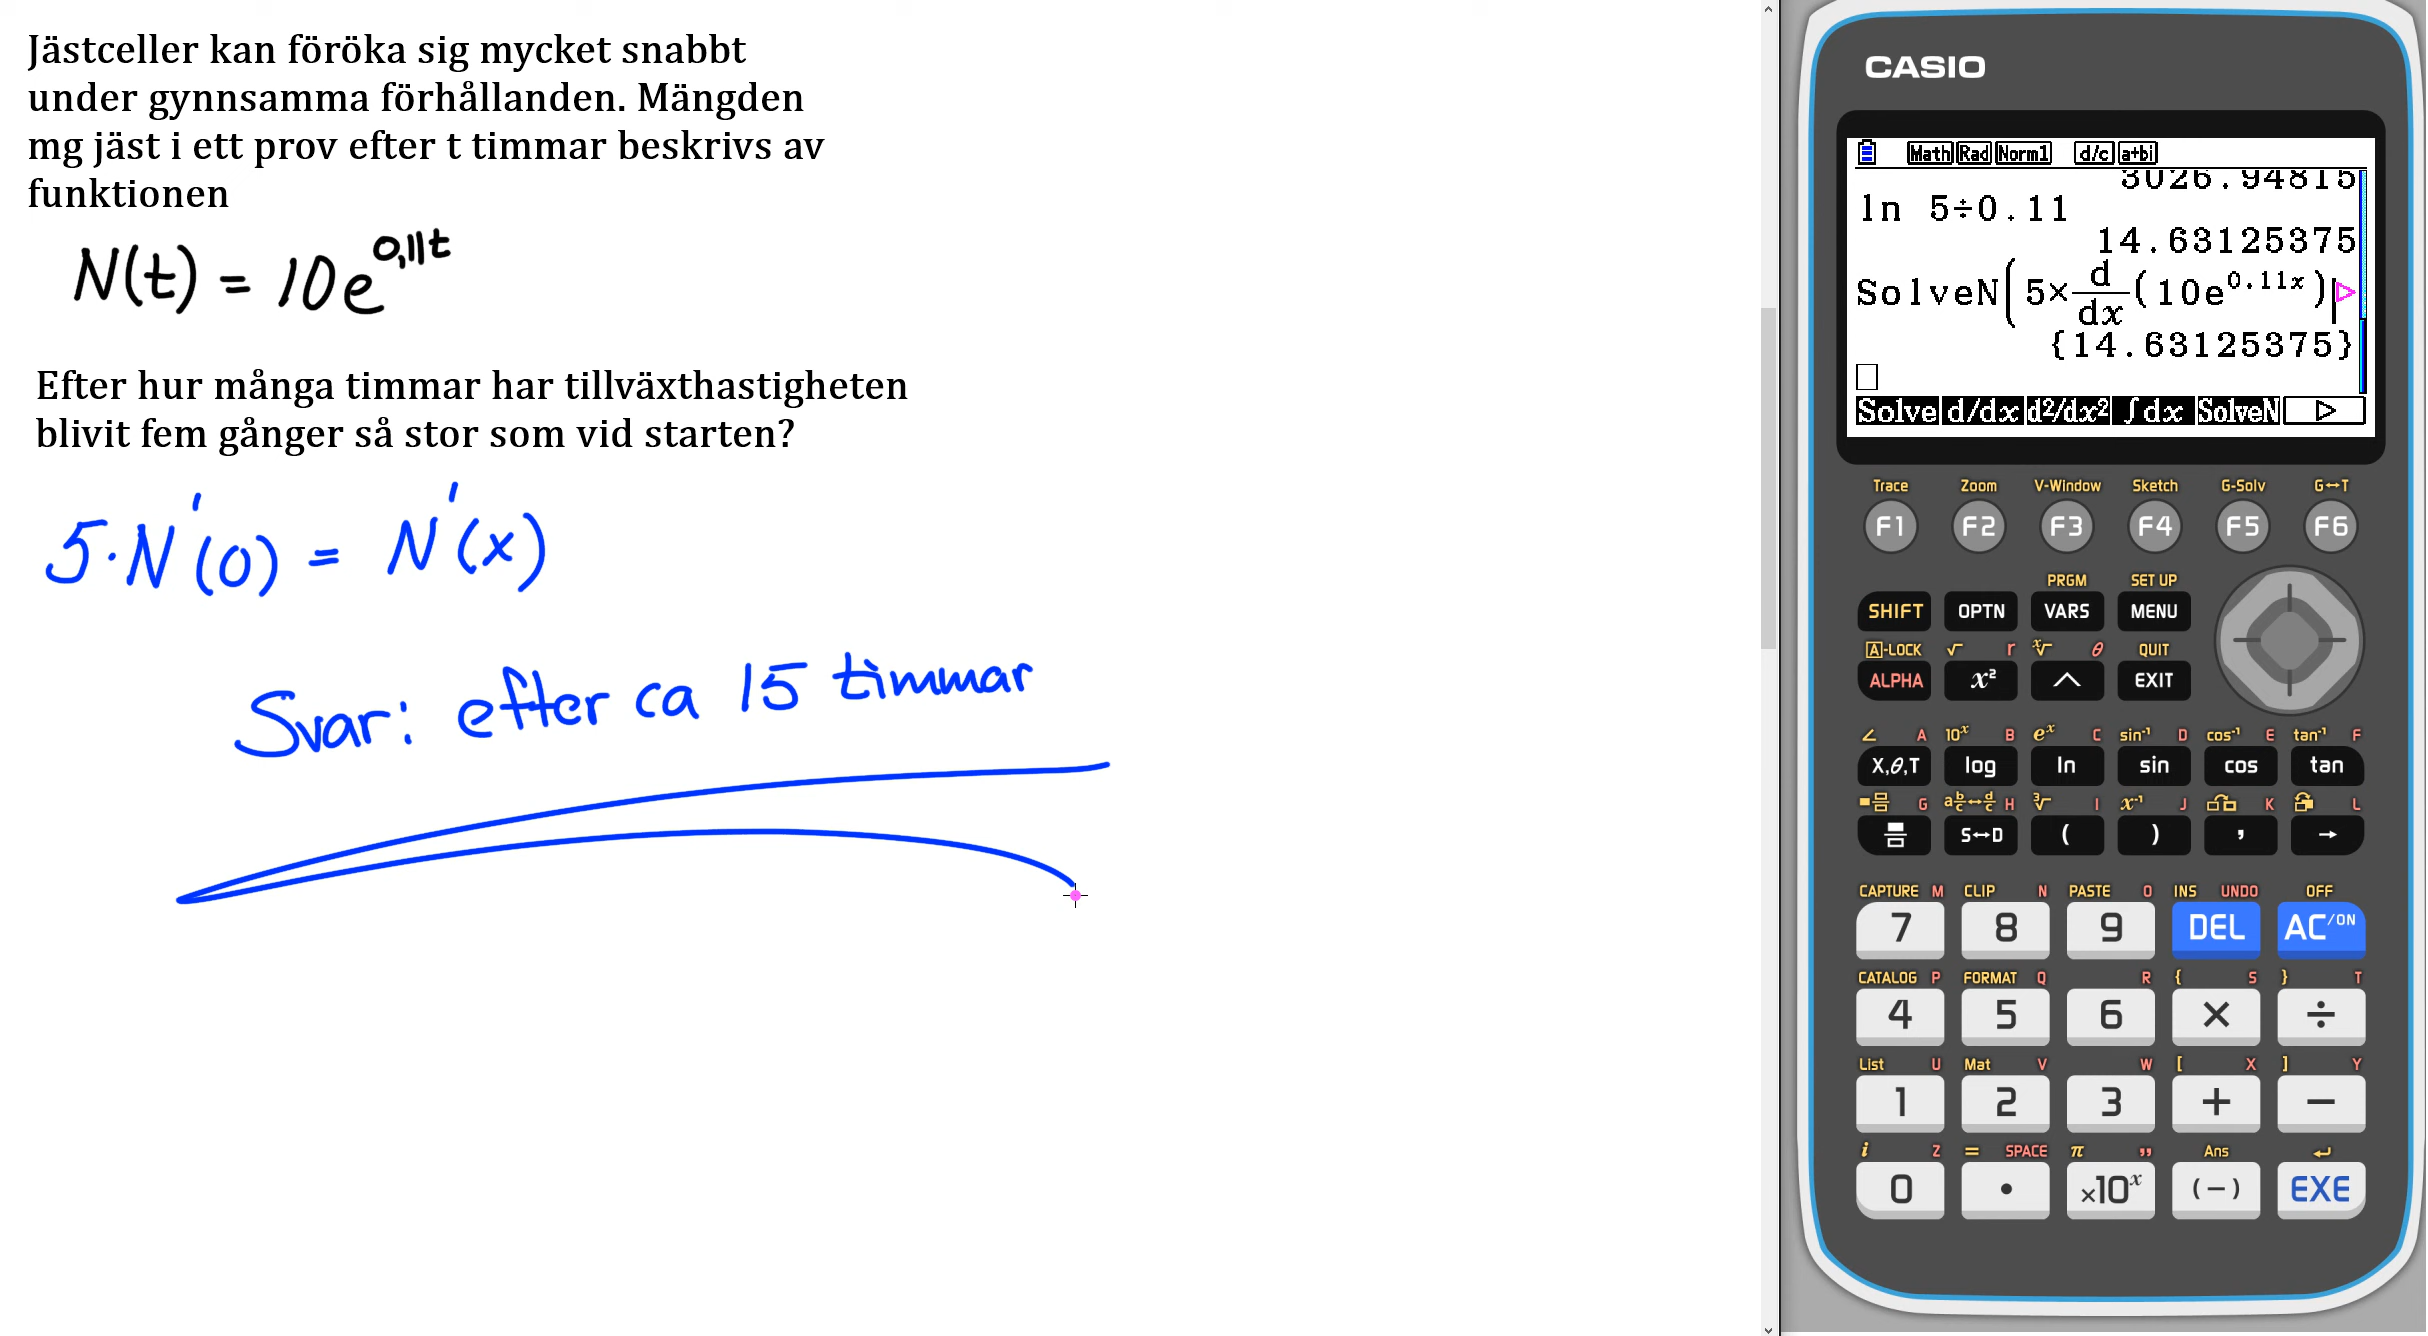 Jästceller kan föröka sig mycket snabbt
under gynnsamma förhållanden. Mängden
mg jäst i ett prov efter t timmar beskrivs av
funktionen
N(t) = 10e^{0,11t}
Efter hur många timmar har tillväxthastigheten
blivit fem gånger så stor som vid starten?
5·N'(0) = N'(x)
Svar: efter ca 15 timmar
CASIO
Math Rad Norm1 d/c a+bi
3026.94815
ln 5÷0.11
14.63125375
SolveN(5×d/dx(10e^{0.11x})|
{14.63125375}
Solve d/dx d²/dx² ∫dx SolveN ▷
Trace Zoom V-Window Sketch G-Solv G↔T
F1 F2 F3 F4 F5 F6
PRGM SET UP
SHIFT OPTN VARS MENU
A-LOCK √ r ˣ√ θ QUIT
ALPHA x² ^ EXIT
∠ A 10ˣ B eˣ C sin⁻¹ D cos⁻¹ E tan⁻¹ F
X,θ,T log ln sin cos tan
G a b/c↔d/c H ³√ I x⁻¹ J K L
S↔D ( ) , →
CAPTURE M CLIP N PASTE O INS UNDO OFF
7 8 9 DEL AC/ON
CATALOG P FORMAT Q R { S } T
4 5 6 × ÷
List U Mat V W [ X ] Y
1 2 3 + −
i Z = SPACE π " Ans ↵
0 • ×10ˣ (−) EXE